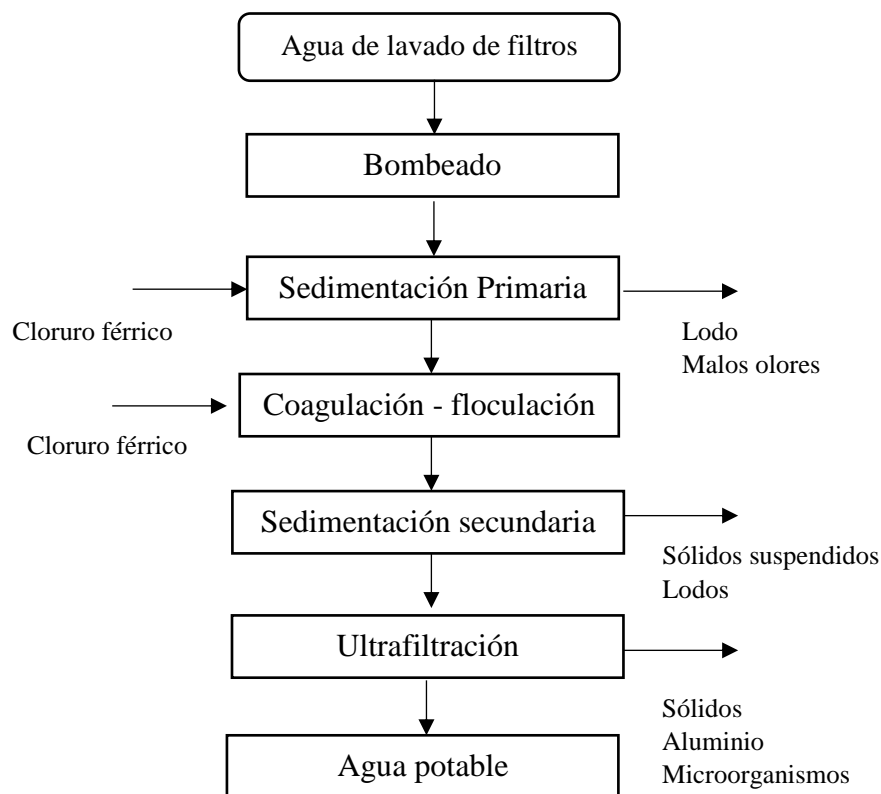 Agua de lavado de filtros
Bombeado
Sedimentación Primaria
Cloruro férrico
Lodo
Malos olores
Coagulación - floculación
Cloruro férrico
Sedimentación secundaria
Sólidos suspendidos
Lodos
Ultrafiltración
Sólidos
Aluminio
Microorganismos
Agua potable